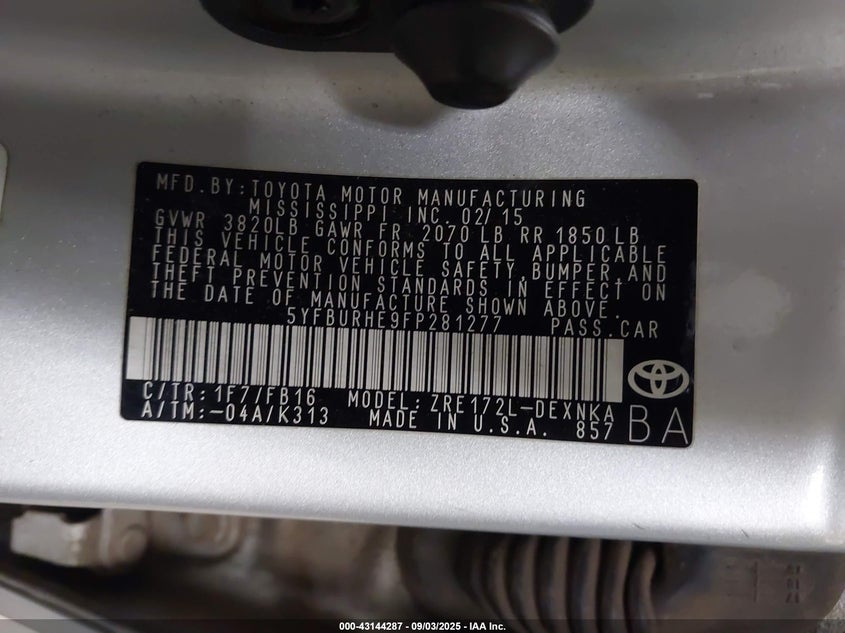 MFD.BY:TOYOTA MOTOR MANUFACTURING
MISSISSIPPI INC. 02/15
GVWR 3820LB GAWR FR 2070 LB RR 1850 LB
THIS VEHICLE CONFORMS TO ALL APPLICABLE
FEDERAL MOTOR VEHICLE SAFETY,BUMPER,AND
THEFT PREVENTION STANDARDS IN EFFECT ON
THE DATE OF MANUFACTURE SHOWN ABOVE.
5YFBURHE9FP281277 PASS.CAR
C/TR:1F7/FB16 MODEL:ZRE172L-DEXNKA
A/TM:-04A/K313 MADE IN U.S.A. 857 BA
000-43144287 - 09/03/2025 - IAA Inc.